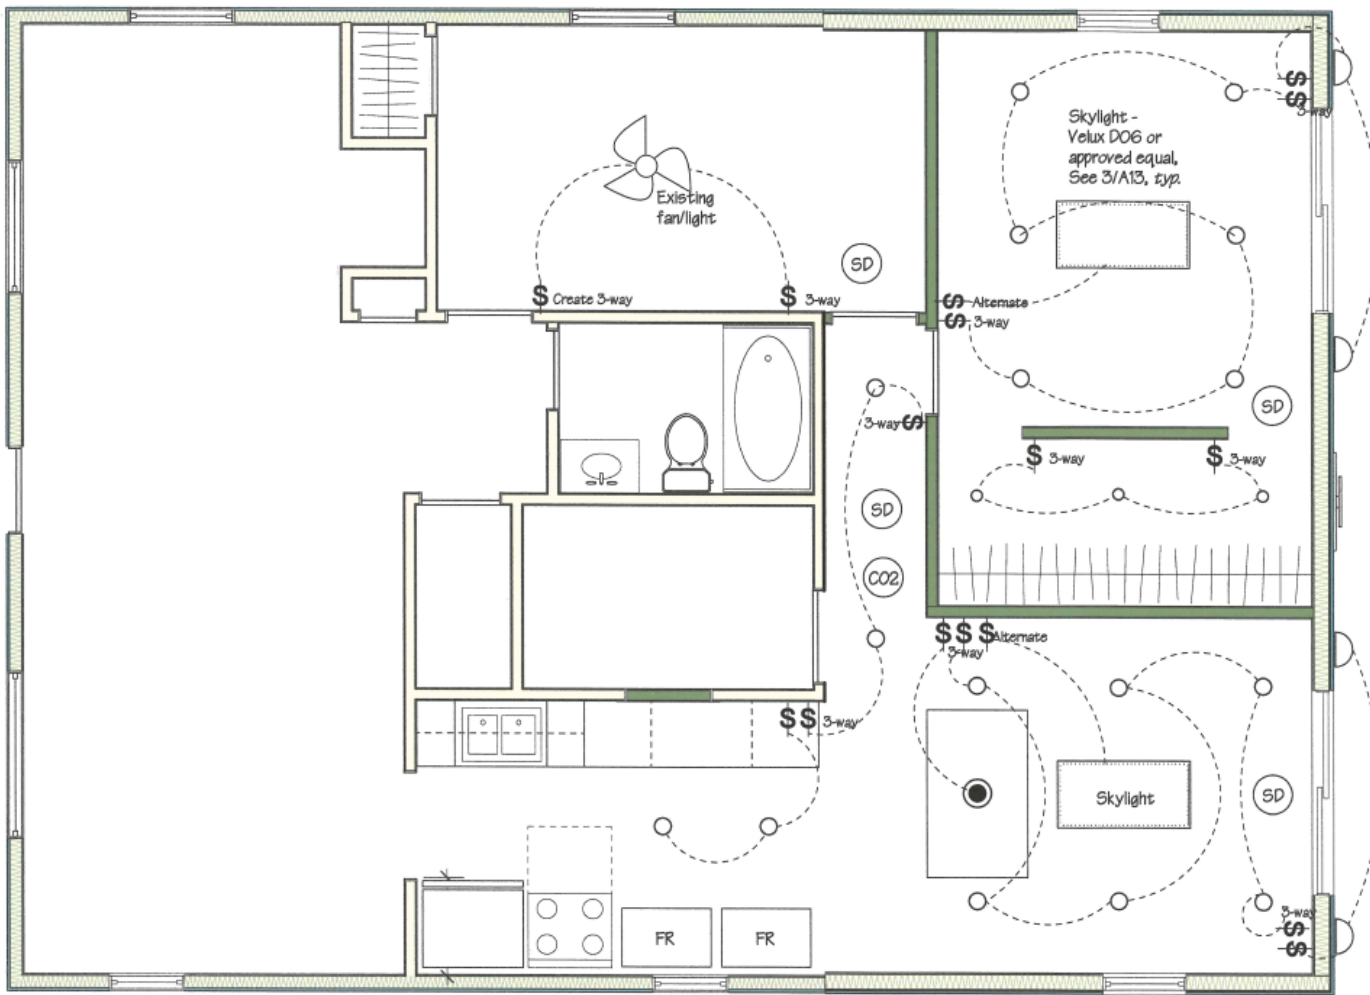 $
$
3-way
Skylight -
Velux D06 or
approved equal,
See 3/A13, typ.
Existing
fan/light
SD
$ Create 3-way
$ 3-way
$ Alternate
$ 3-way
SD
3-way $
$ 3-way
$ 3-way
SD
CO2
$ $ $ Alternate
3-way
$ $ 3-way
Skylight
SD
FR
FR
3-way
$
$